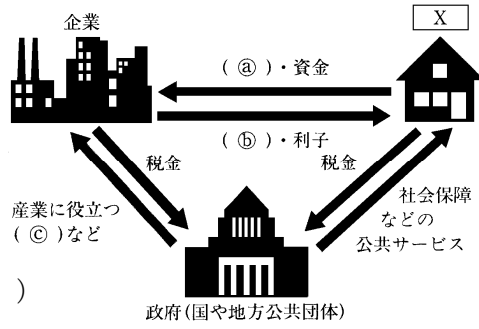 企業
X
( ⓐ )・資金
( ⓑ )・利子
税金
税金
産業に役立つ
( ⓒ )など
社会保障
などの
公共サービス
)
政府(国や地方公共団体)